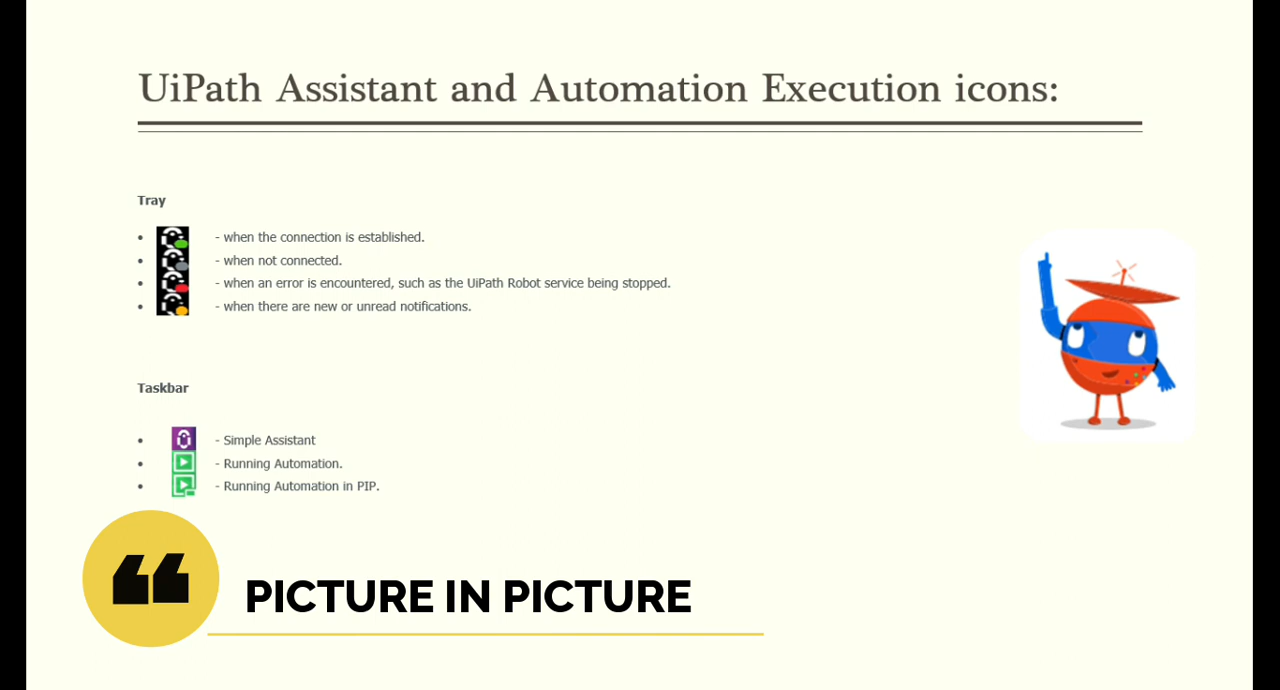 UiPath Assistant and Automation Execution icons:
Tray
• - when the connection is established.
• - when not connected.
• - when an error is encountered, such as the UiPath Robot service being stopped.
• - when there are new or unread notifications.
Taskbar
• - Simple Assistant
• - Running Automation.
• - Running Automation in PIP.
❝ PICTURE IN PICTURE